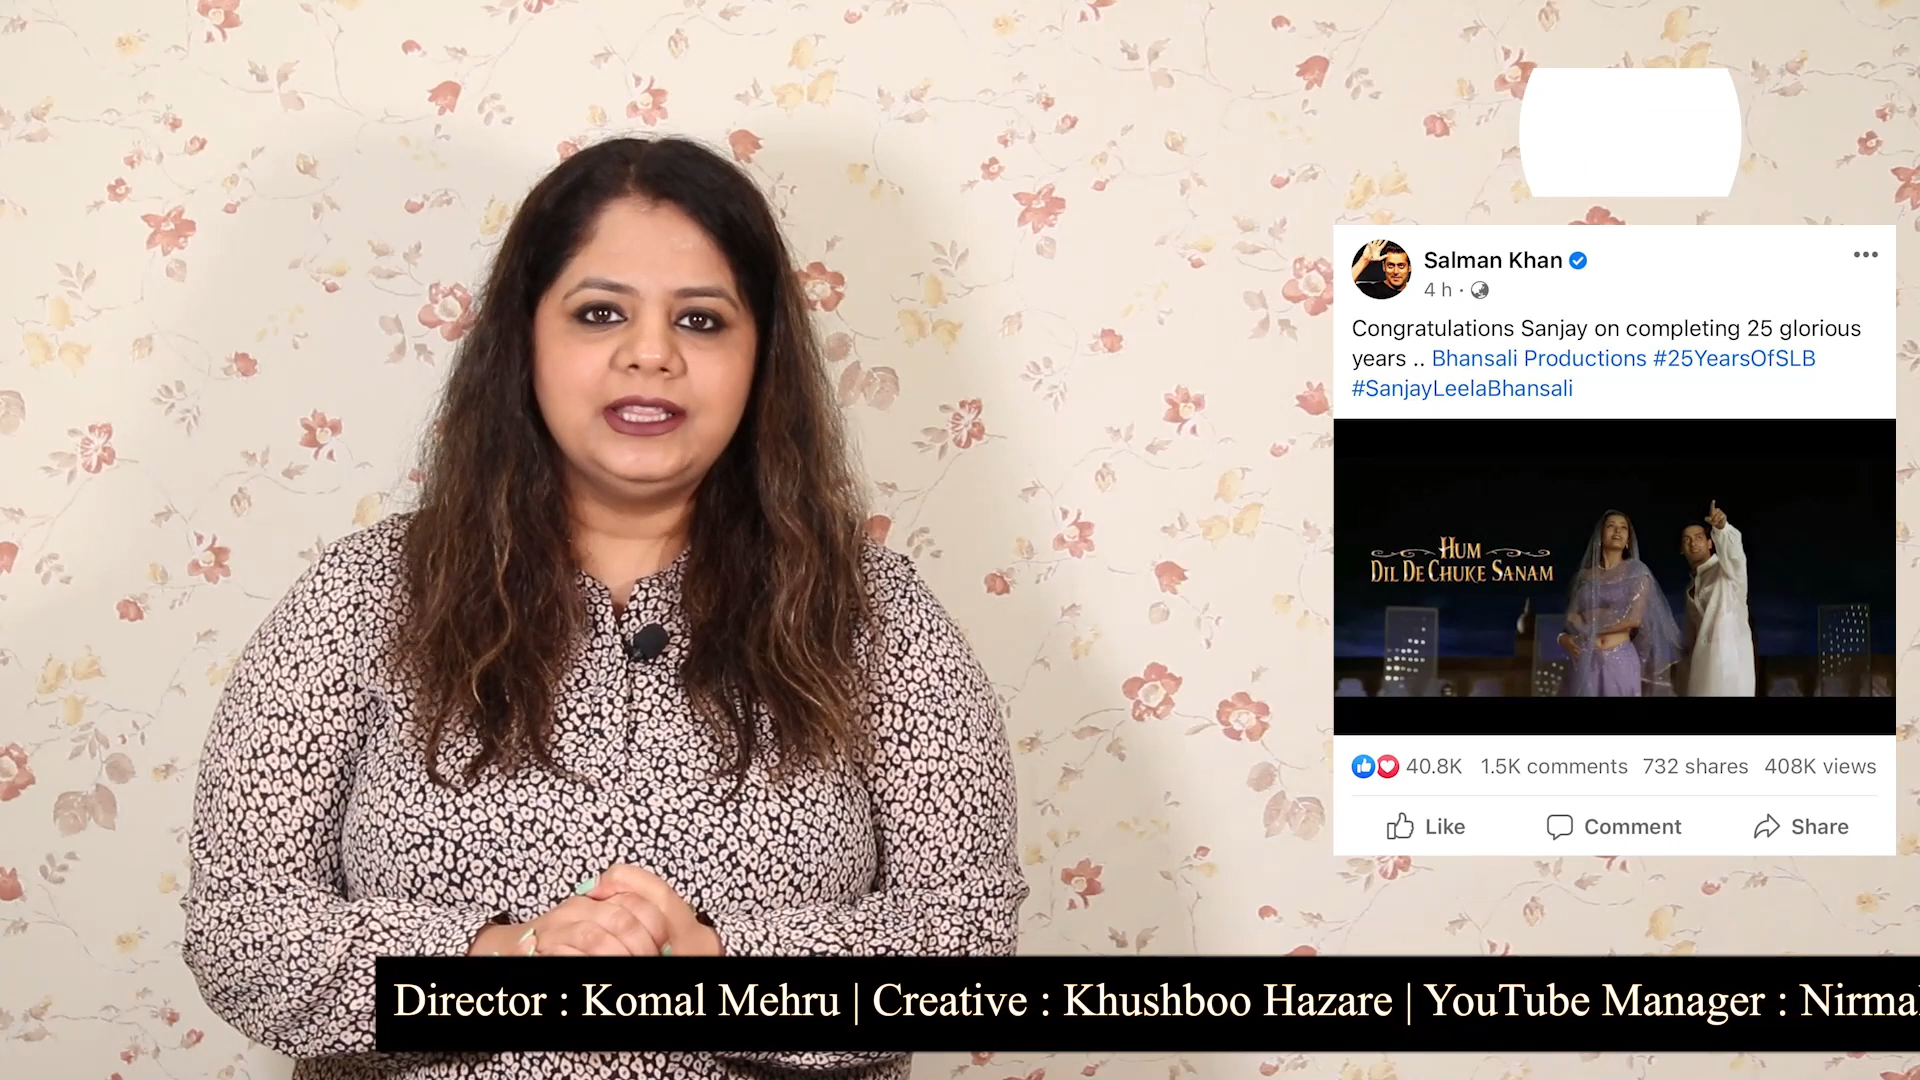 Salman Khan
4 h ·
Congratulations Sanjay on completing 25 glorious
years .. Bhansali Productions #25YearsOfSLB
#SanjayLeelaBhansali
HUM
DIL DE CHUKE SANAM
40.8K 1.5K comments 732 shares 408K views
Like Comment Share
Director : Komal Mehru | Creative : Khushboo Hazare | YouTube Manager : Nirmal